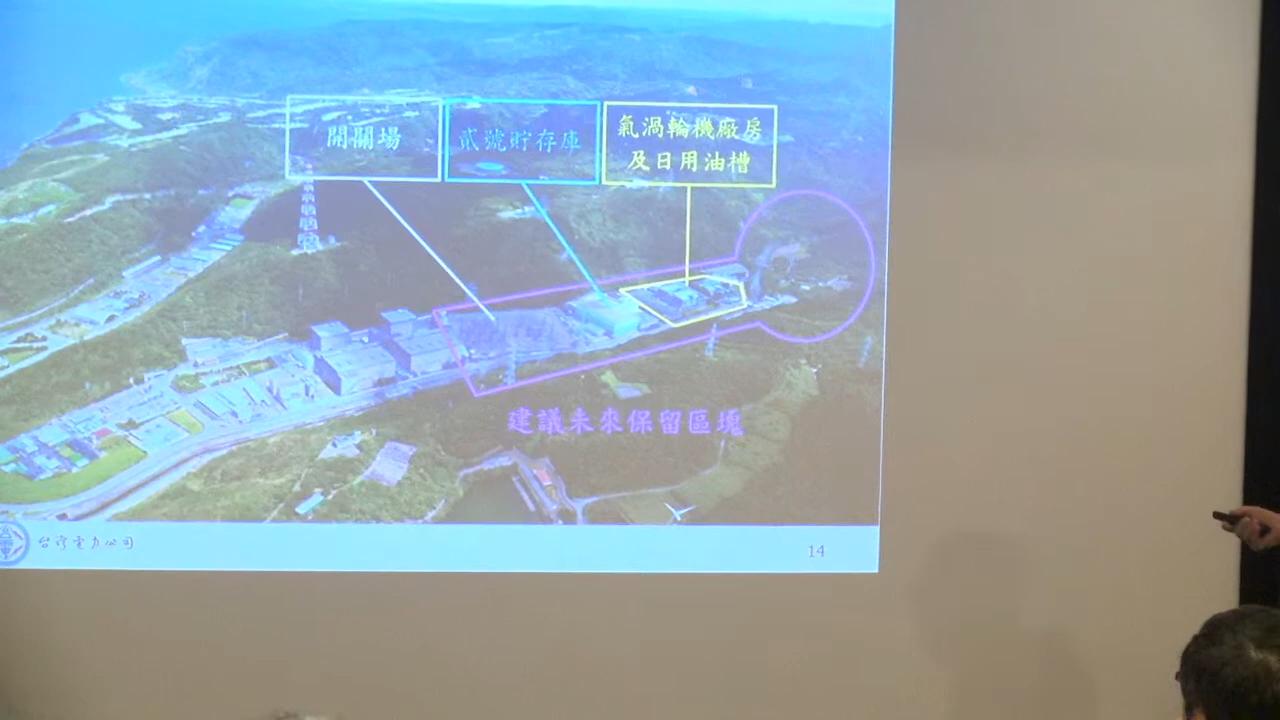 開關場
貳號貯存庫
氣渦輪機廠房
及日用油槽
建議未來保留區塊
台灣電力公司
14